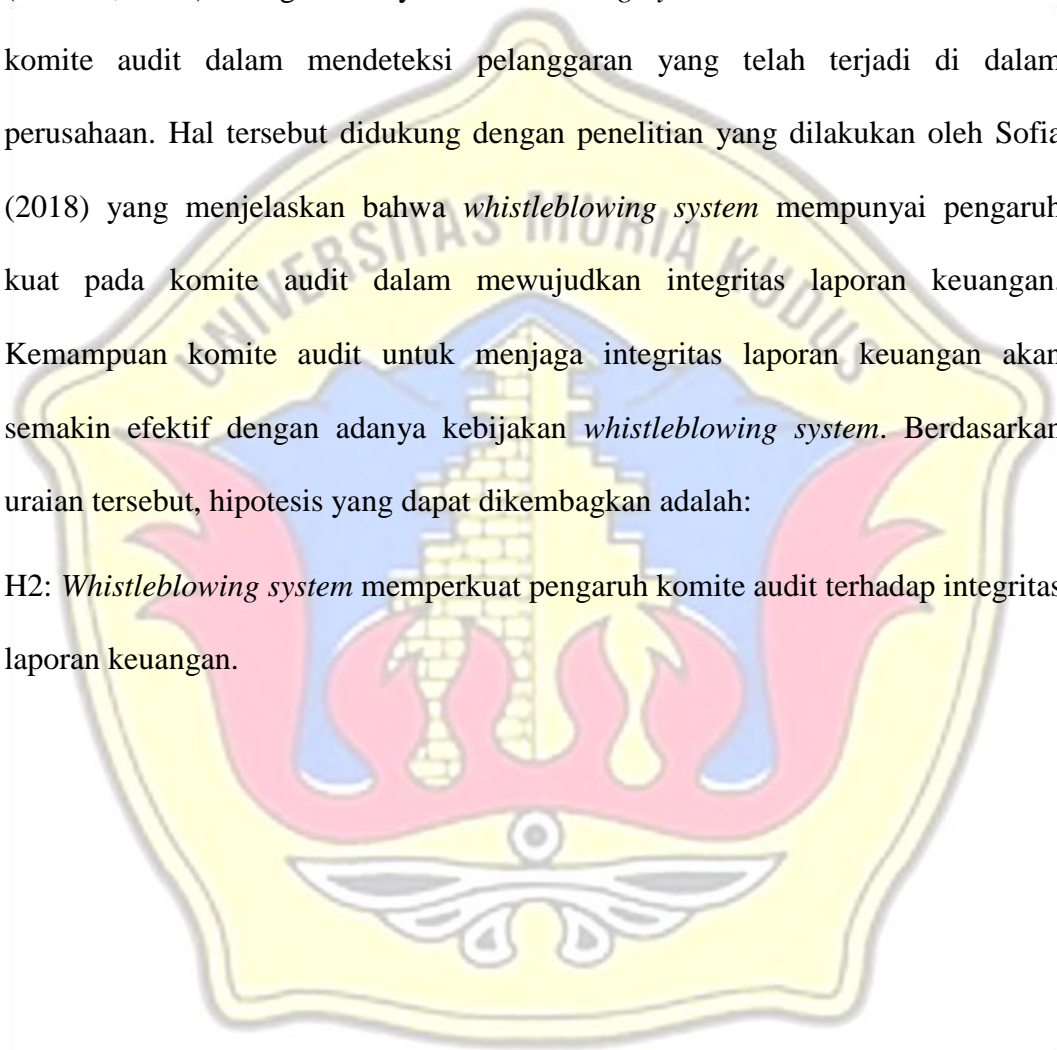 komite audit dalam mendeteksi pelanggaran yang telah terjadi di dalam
perusahaan. Hal tersebut didukung dengan penelitian yang dilakukan oleh Sofia
(2018) yang menjelaskan bahwa whistleblowing system mempunyai pengaruh
UNIVERSITAS MURIA KUDUS
kuat pada komite audit dalam mewujudkan integritas laporan keuangan.
Kemampuan komite audit untuk menjaga integritas laporan keuangan akan
semakin efektif dengan adanya kebijakan whistleblowing system. Berdasarkan
uraian tersebut, hipotesis yang dapat dikembagkan adalah:
H2: Whistleblowing system memperkuat pengaruh komite audit terhadap integritas
laporan keuangan.